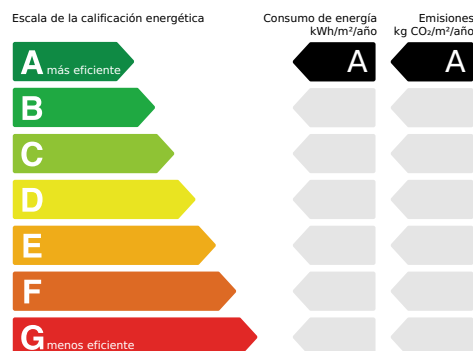 Escala de la calificación energética
Consumo de energía
kWh/m²/año
Emisiones
kg CO₂/m²/año
A más eficiente
A
A
B
C
D
E
F
G menos eficiente